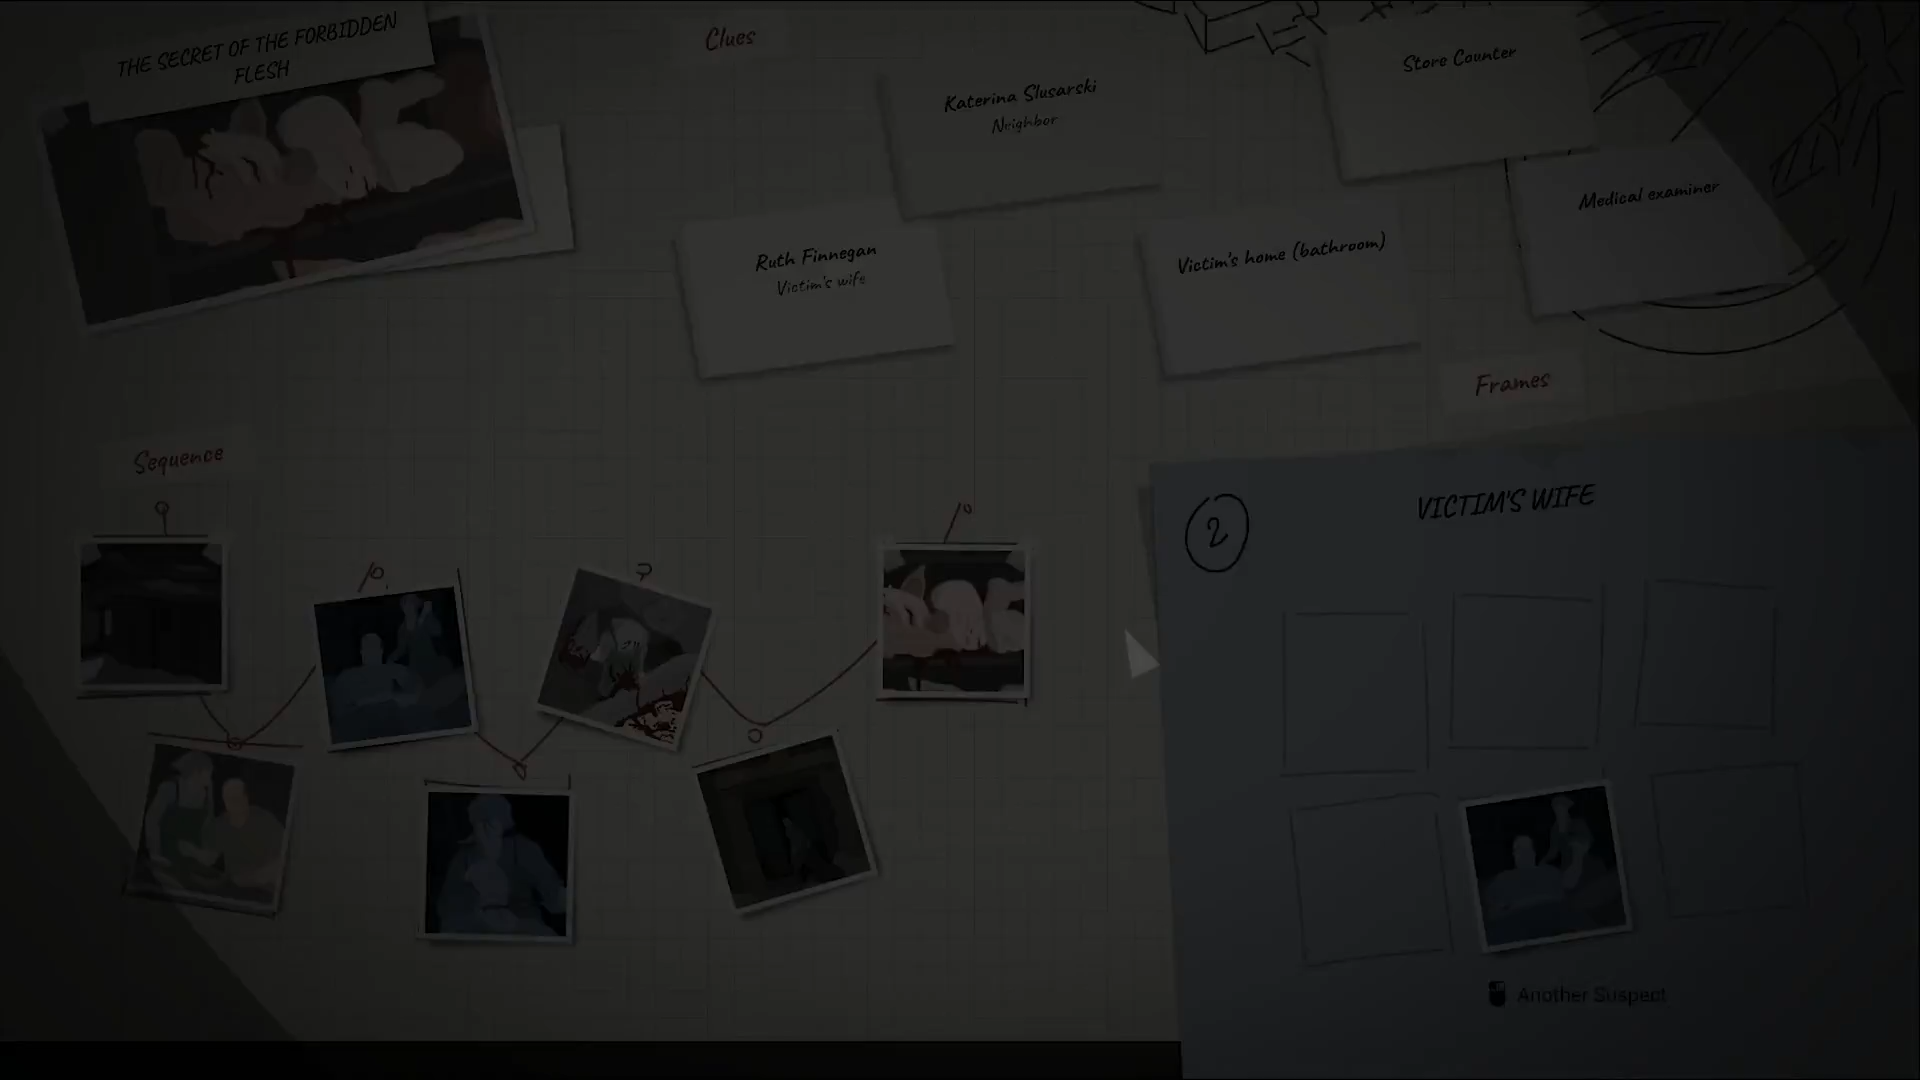 THE SECRET OF THE FORBIDDEN
FLESH
Clues
Katerina Slusarski
Neighbor
Store Counter
Medical examiner
Ruth Finnegan
Victim's wife
Victim's home (bathroom)
Frames
Sequence
2
VICTIM'S WIFE
Another Suspect